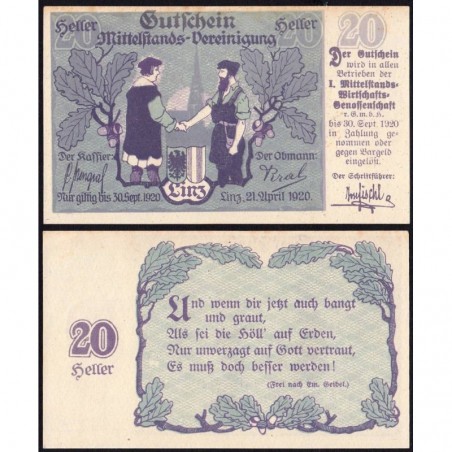 Heller Gutschein Heller
20 Mittelstands-Vereinigung 20
Der Kassier:
Der Obmann:
Nur giltig bis 30. Sept. 1920
Linz
Linz, 21. April 1920.
20
Der Gutschein
wird in allen
Betrieben der
I. Mittelstands-
Wirtschafts-
Genossenschaft
r. G. m. b. H.
bis 30. Sept 1920
in Zahlung ge-
nommen oder
gegen Bargeld
eingelöst.
Der Schriftführer:
20
Heller
Und wenn dir jetzt auch bangt
und graut,
Als sei die Höll' auf Erden,
Nur unverzagt auf Gott vertraut,
Es muß doch besser werden!
(Frei nach Em. Geibel.)